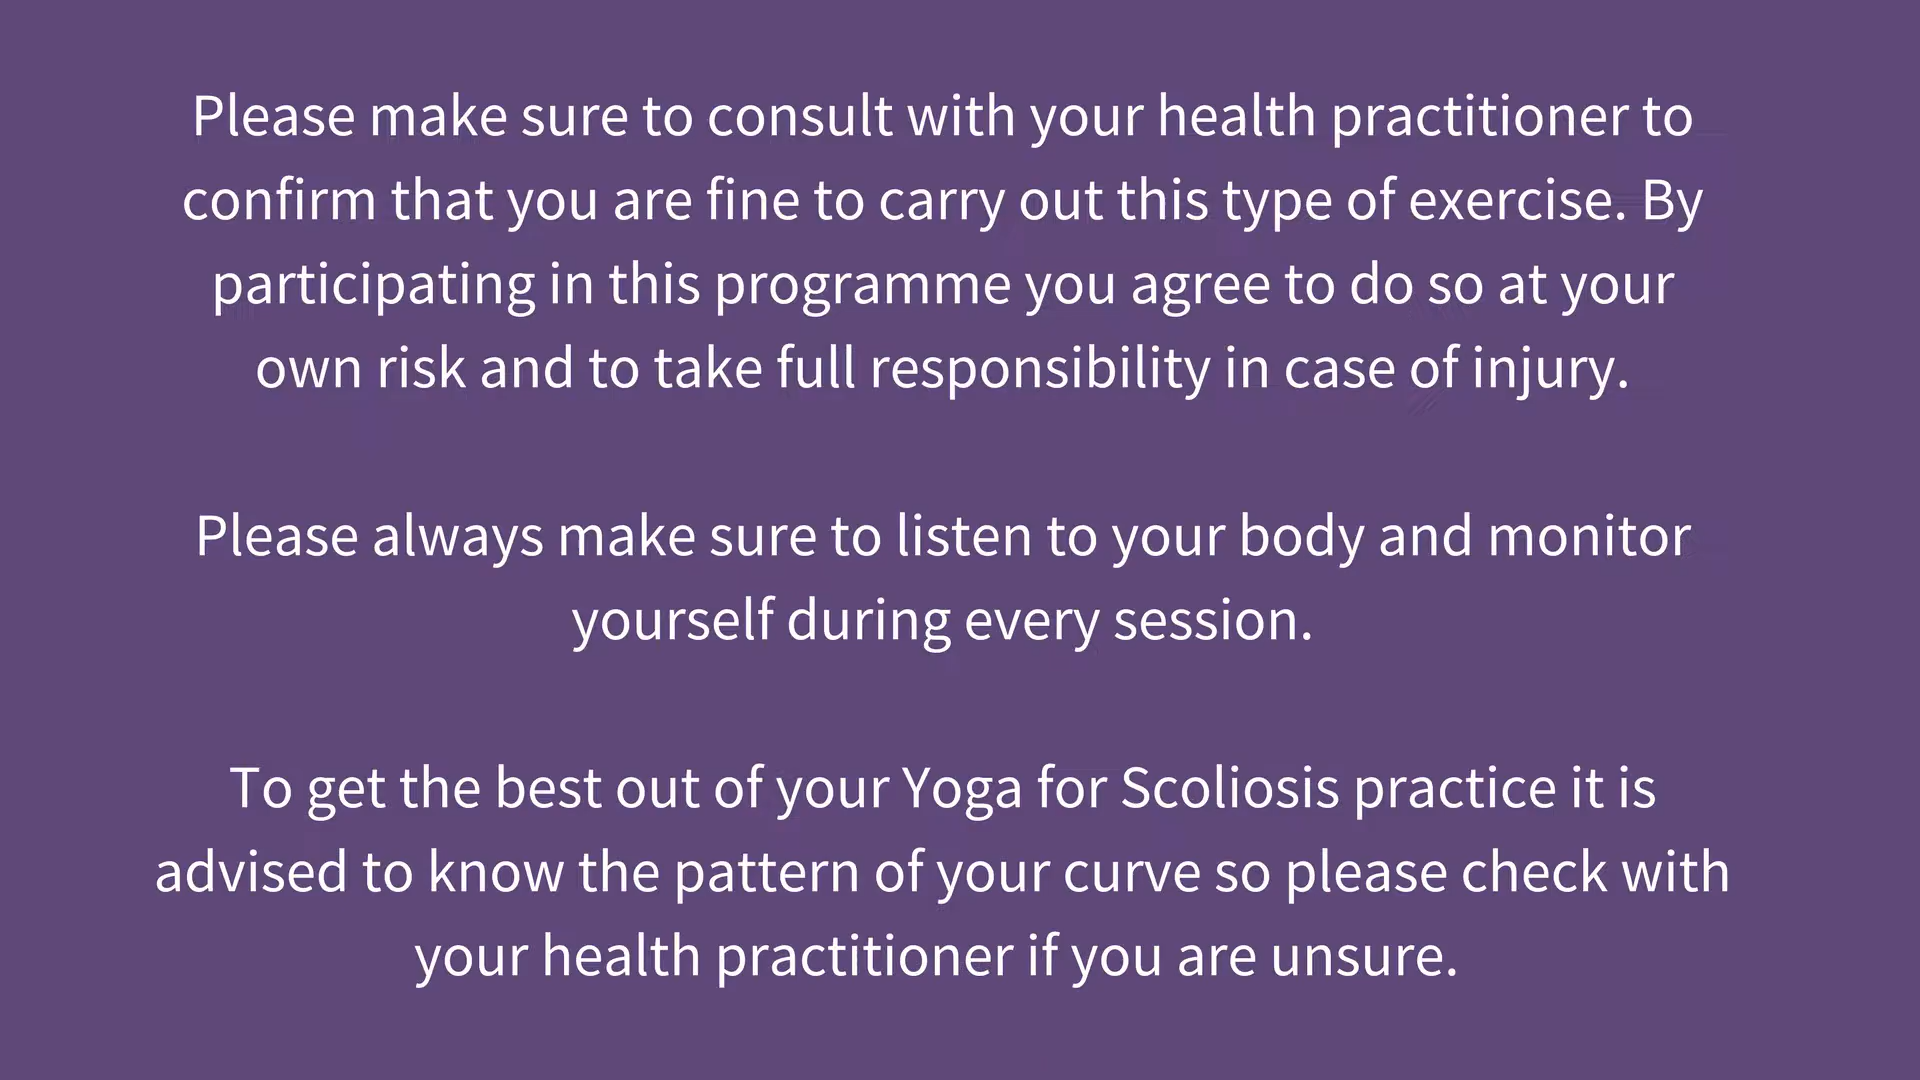 Please make sure to consult with your health practitioner to
confirm that you are fine to carry out this type of exercise. By
participating in this programme you agree to do so at your
own risk and to take full responsibility in case of injury.
Please always make sure to listen to your body and monitor
yourself during every session.
To get the best out of your Yoga for Scoliosis practice it is
advised to know the pattern of your curve so please check with
your health practitioner if you are unsure.